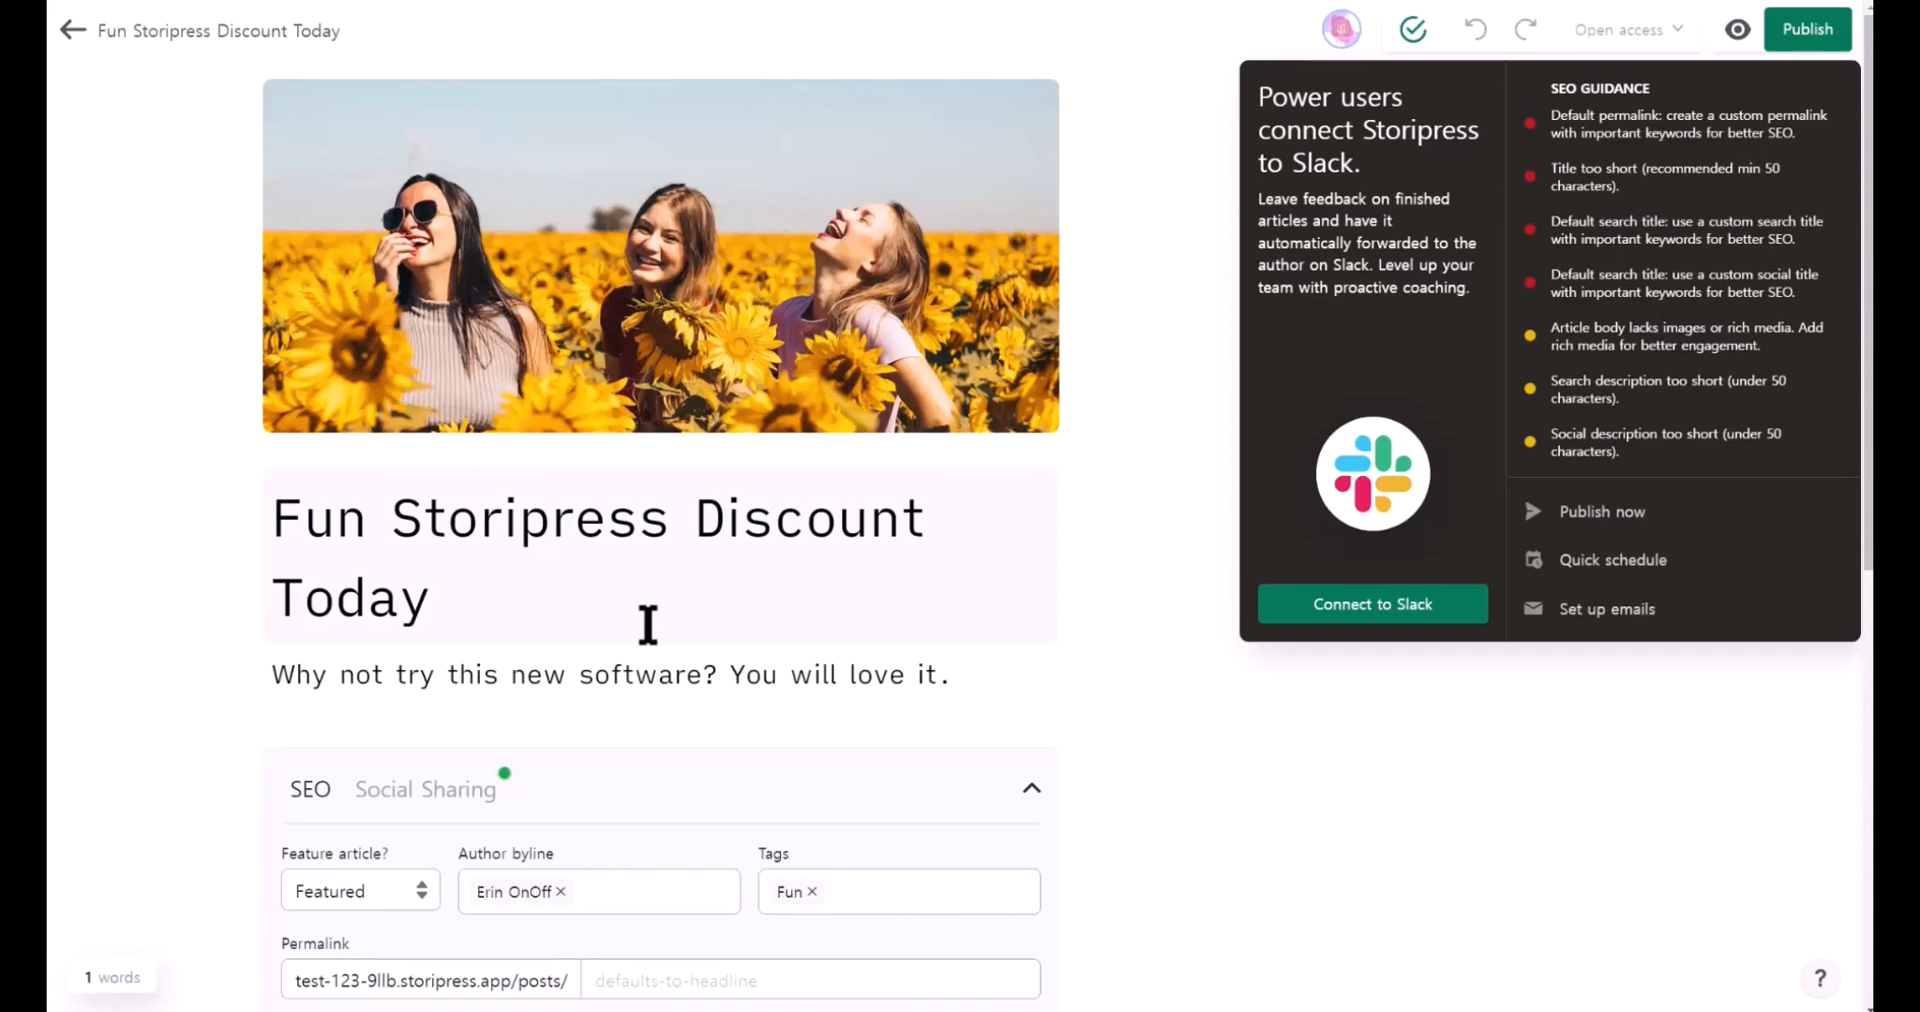 Fun Storipress Discount Today
Open access
Publish
Power users
connect Storipress
to Slack.
Leave feedback on finished
articles and have it
automatically forwarded to the
author on Slack. Level up your
team with proactive coaching.
Connect to Slack
SEO GUIDANCE
Default permalink: create a custom permalink
with important keywords for better SEO.
Title too short (recommended min 50
characters).
Default search title: use a custom search title
with important keywords for better SEO.
Default search title: use a custom social title
with important keywords for better SEO.
Article body lacks images or rich media. Add
rich media for better engagement.
Search description too short (under 50
characters).
Social description too short (under 50
characters).
Publish now
Quick schedule
Set up emails
Fun Storipress Discount
Today
Why not try this new software? You will love it.
SEO Social Sharing
Feature article? Author byline Tags
Featured Erin OnOff × Fun ×
Permalink
test-123-9llb.storipress.app/posts/ defaults-to-headline
1 words
?